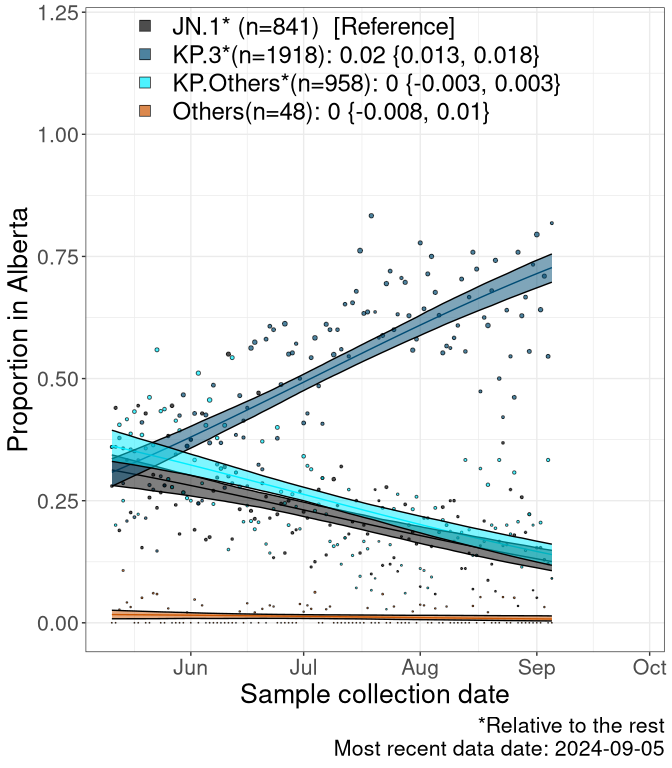 JN.1* (n=841) [Reference]
KP.3*(n=1918): 0.02 {0.013, 0.018}
KP.Others*(n=958): 0 {-0.003, 0.003}
Others(n=48): 0 {-0.008, 0.01}
Proportion in Alberta
1.25
1.00
0.75
0.50
0.25
0.00
Jun Jul Aug Sep Oct
Sample collection date
*Relative to the rest
Most recent data date: 2024-09-05